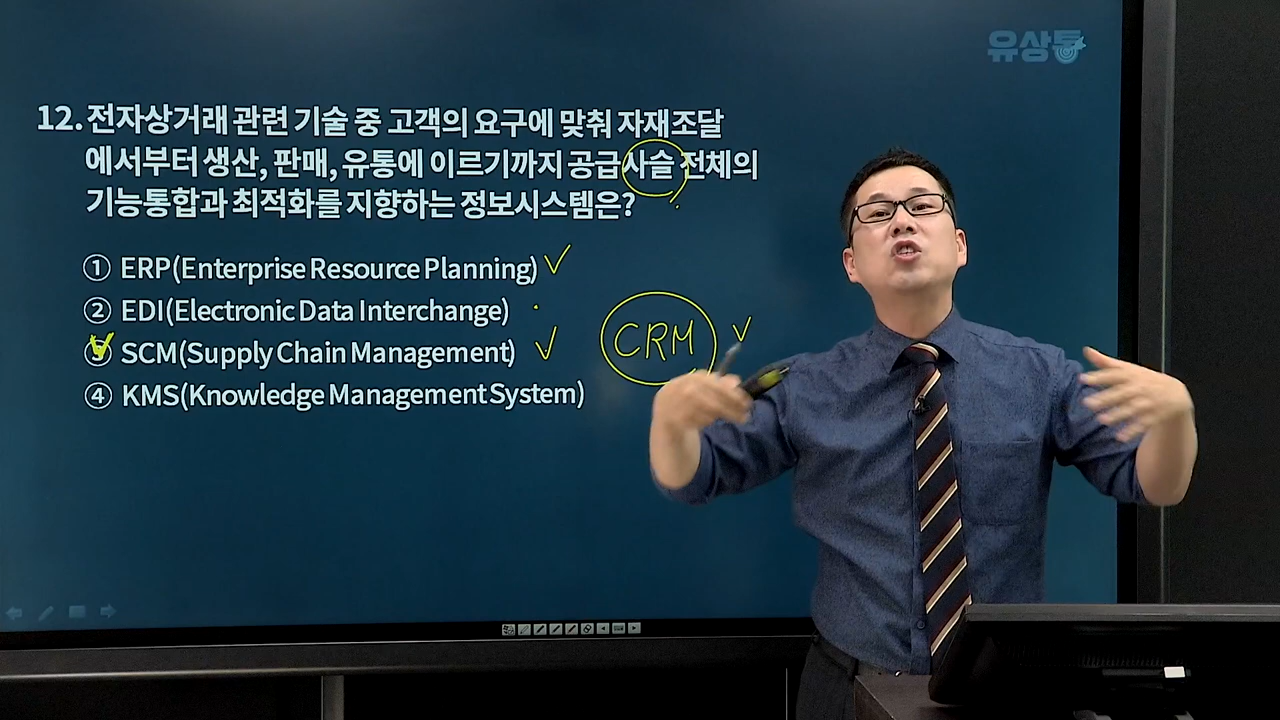 유상통
12. 전자상거래 관련 기술 중 고객의 요구에 맞춰 자재조달
에서부터 생산, 판매, 유통에 이르기까지 공급사슬 전체의
기능통합과 최적화를 지향하는 정보시스템은?
① ERP(Enterprise Resource Planning)
② EDI(Electronic Data Interchange)
③ SCM(Supply Chain Management)
CRM
④ KMS(Knowledge Management System)